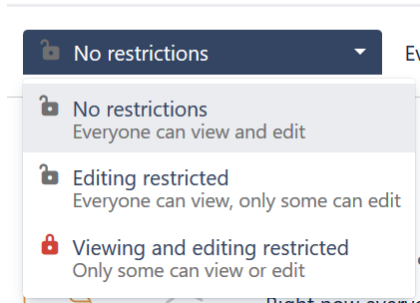 No restrictions
No restrictions
Everyone can view and edit
Editing restricted
Everyone can view, only some can edit
Viewing and editing restricted
Only some can view or edit